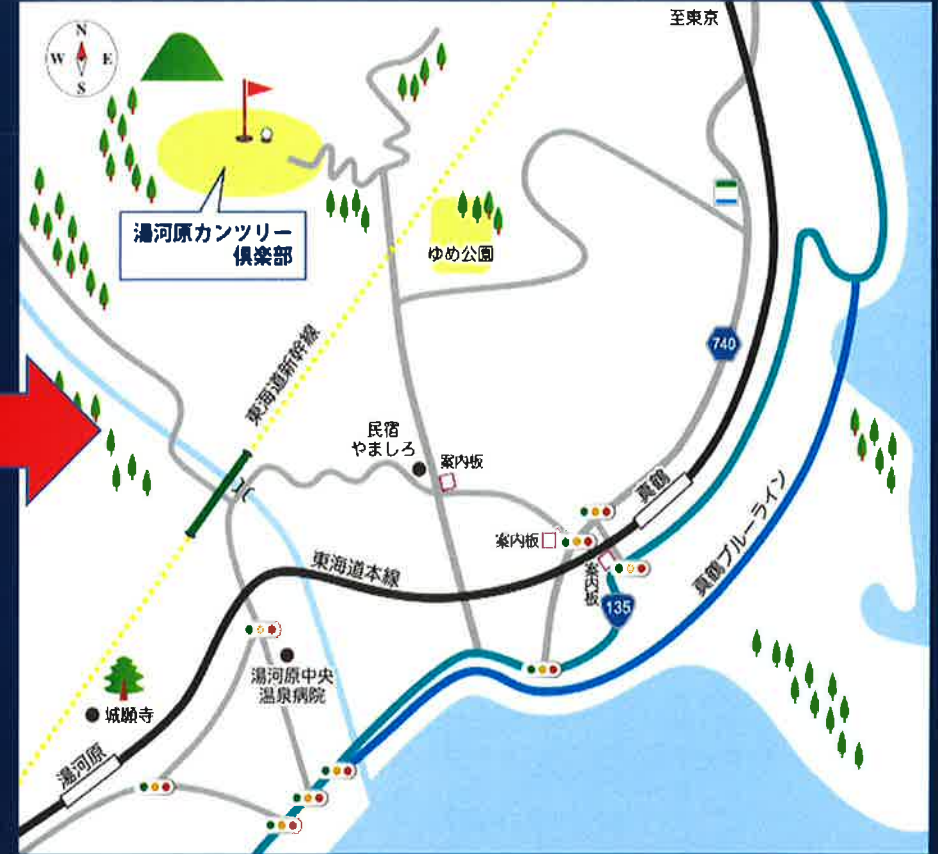 至東京
N
W E
S
湯河原カンツリー
倶楽部
ゆめ公園
740
東海道新幹線
民宿
やましろ
案内板
真鶴
案内板
案内板
真鶴ブルーライン
東海道本線
135
湯河原中央
温泉病院
城願寺
湯河原